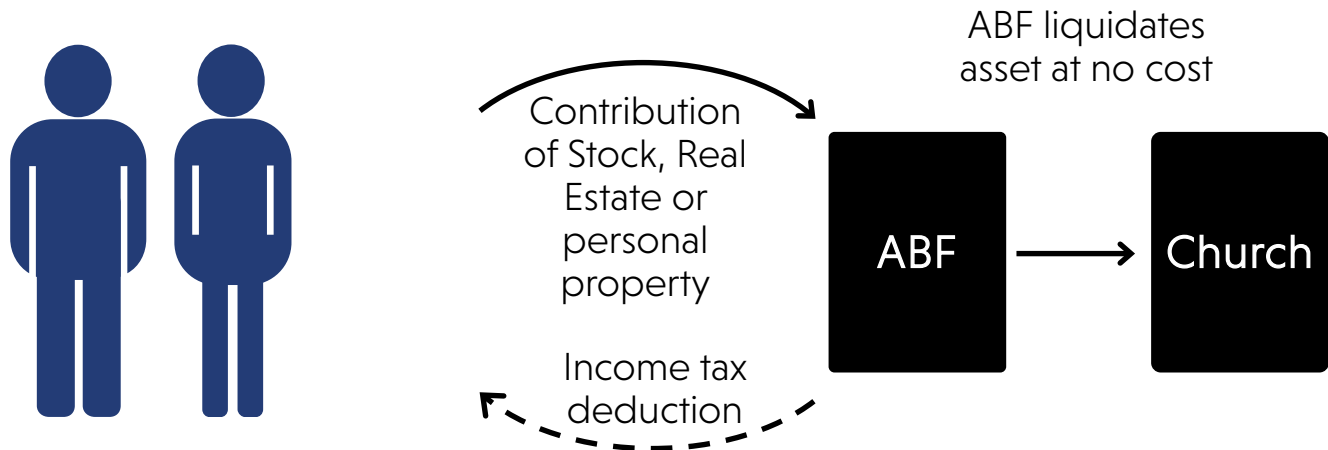 ABF liquidates
asset at no cost
Contribution
of Stock, Real
Estate or
personal
property
ABF
Church
Income tax
deduction